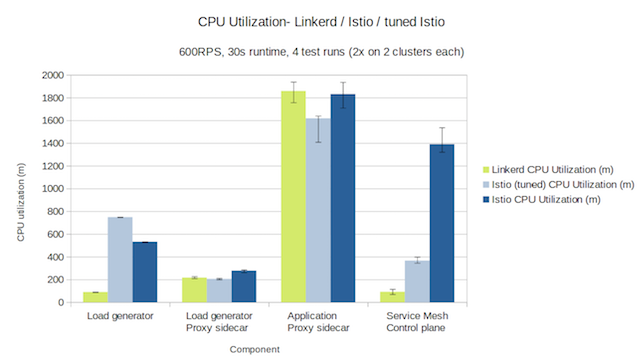 CPU Utilization- Linkerd / Istio / tuned Istio
600RPS, 30s runtime, 4 test runs (2x on 2 clusters each)
2000
1800
1600
1400
1200
1000
800
600
400
200
0
CPU utilization (m)
Load generator
Load generator
Proxy sidecar
Application
Proxy sidecar
Service Mesh
Control plane
Component
Linkerd CPU Utilization (m)
Istio (tuned) CPU Utilization (m)
Istio CPU Utilization (m)